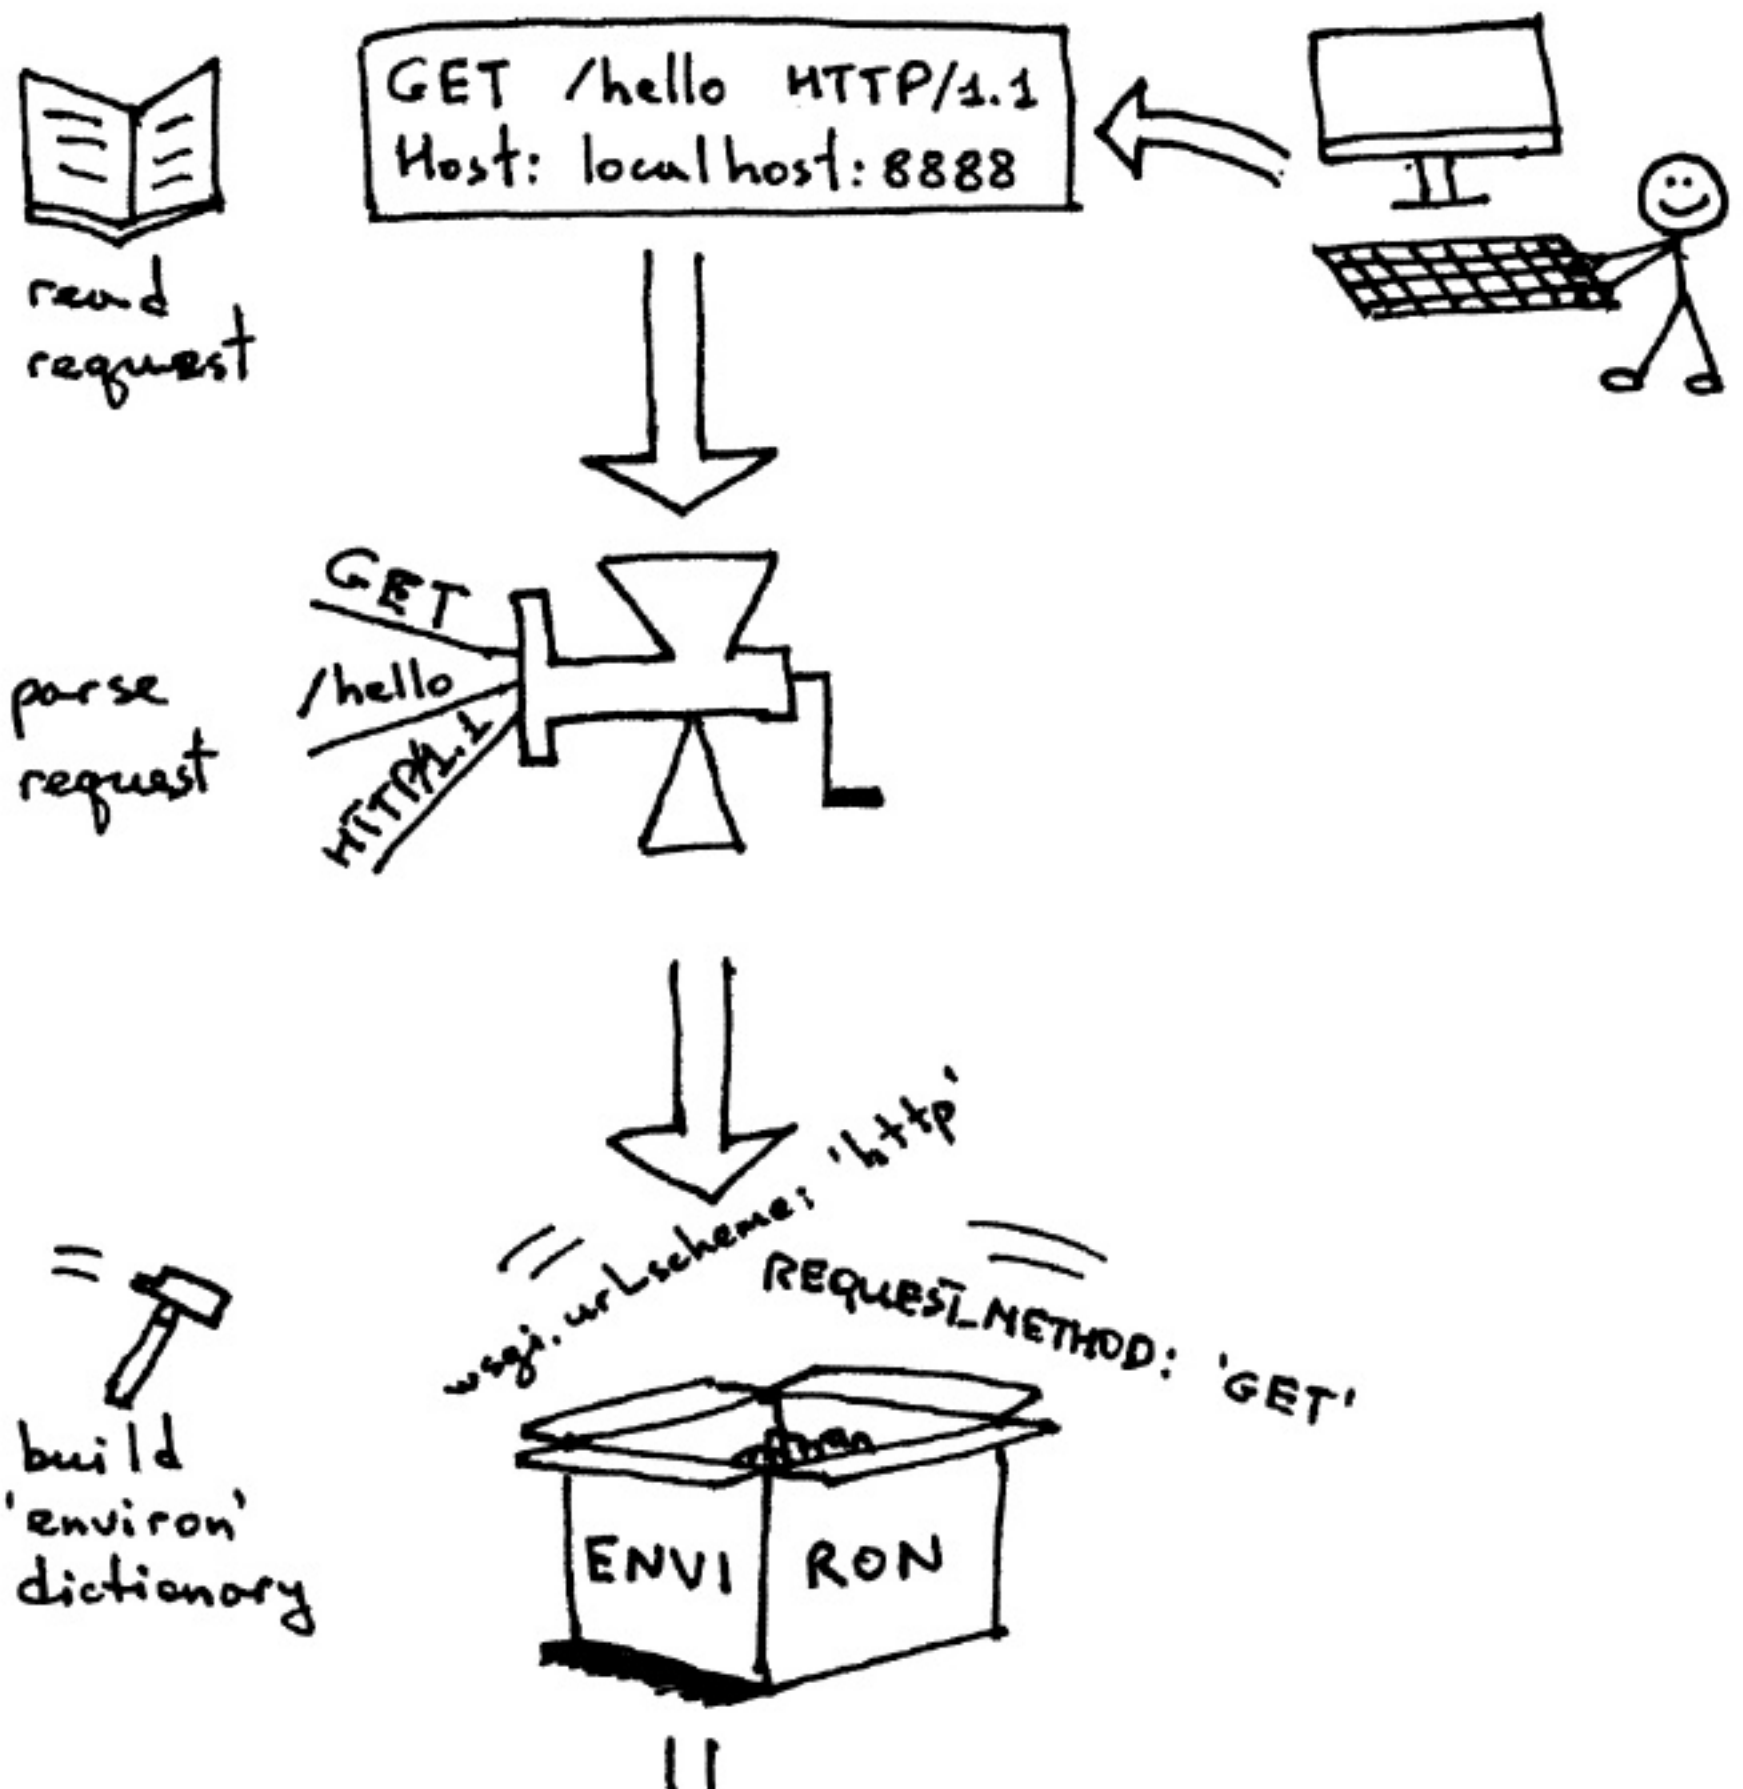 GET /hello HTTP/1.1
Host: localhost:8888
read
request
GET
/hello
HTTP/1.1
parse
request
wsgi.url_scheme: 'http'
REQUEST_METHOD: 'GET'
build
'environ'
dictionary
ENVI RON